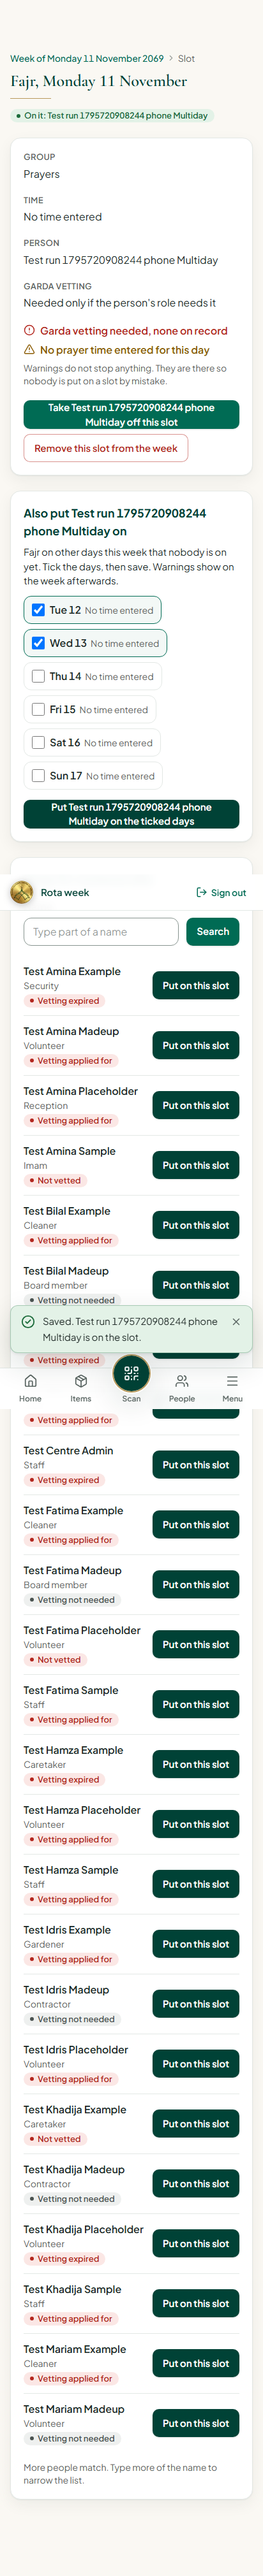 Week of Monday 11 November 2069 > Slot
Fajr, Monday 11 November
On it: Test run 1795720908244 phone Multiday
GROUP
Prayers
TIME
No time entered
PERSON
Test run 1795720908244 phone Multiday
GARDA VETTING
Needed only if the person's role needs it
Garda vetting needed, none on record
No prayer time entered for this day
Warnings do not stop anything. They are there so
nobody is put on a slot by mistake.
Take Test run 1795720908244 phone
Multiday off this slot
Remove this slot from the week
Also put Test run 1795720908244
phone Multiday on
Fajr on other days this week that nobody is on
yet. Tick the days, then save. Warnings show on
the week afterwards.
Tue 12 No time entered
Wed 13 No time entered
Thu 14 No time entered
Fri 15 No time entered
Sat 16 No time entered
Sun 17 No time entered
Put Test run 1795720908244 phone
Multiday on the ticked days
Rota week
Sign out
Type part of a name
Search
Test Amina Example
Security
Vetting expired
Put on this slot
Test Amina Madeup
Volunteer
Vetting applied for
Put on this slot
Test Amina Placeholder
Reception
Vetting applied for
Put on this slot
Test Amina Sample
Imam
Not vetted
Put on this slot
Test Bilal Example
Cleaner
Vetting applied for
Put on this slot
Test Bilal Madeup
Board member
Vetting not needed
Put on this slot
Saved. Test run 1795720908244 phone
Multiday is on the slot.
Vetting expired
Home
Items
Scan
People
Menu
Vetting applied for
Test Centre Admin
Staff
Vetting expired
Put on this slot
Test Fatima Example
Cleaner
Vetting applied for
Put on this slot
Test Fatima Madeup
Board member
Vetting not needed
Put on this slot
Test Fatima Placeholder
Volunteer
Not vetted
Put on this slot
Test Fatima Sample
Staff
Vetting applied for
Put on this slot
Test Hamza Example
Caretaker
Vetting expired
Put on this slot
Test Hamza Placeholder
Volunteer
Vetting applied for
Put on this slot
Test Hamza Sample
Staff
Vetting applied for
Put on this slot
Test Idris Example
Gardener
Vetting applied for
Put on this slot
Test Idris Madeup
Contractor
Vetting not needed
Put on this slot
Test Idris Placeholder
Volunteer
Vetting applied for
Put on this slot
Test Khadija Example
Caretaker
Not vetted
Put on this slot
Test Khadija Madeup
Contractor
Vetting not needed
Put on this slot
Test Khadija Placeholder
Volunteer
Vetting expired
Put on this slot
Test Khadija Sample
Staff
Vetting applied for
Put on this slot
Test Mariam Example
Cleaner
Vetting applied for
Put on this slot
Test Mariam Madeup
Volunteer
Vetting not needed
Put on this slot
More people match. Type more of the name to
narrow the list.